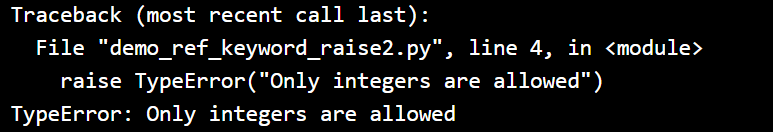 Traceback (most recent call last):
  File "demo_ref_keyword_raise2.py", line 4, in <module>
    raise TypeError("Only integers are allowed")
TypeError: Only integers are allowed